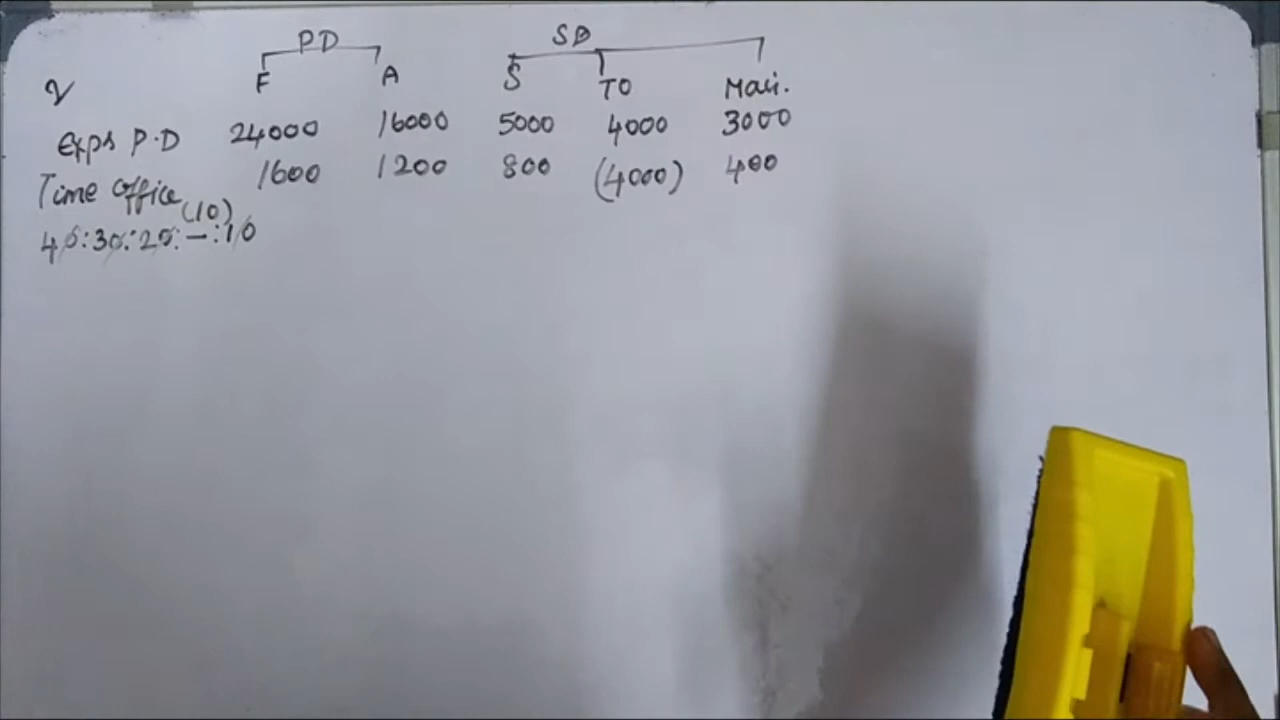 PD SD
F A S TO Mai.
Exps P.D 24000 16000 5000 4000 3000
Time office 1600 1200 800 (4000) 400
(10)
40:30:20:-:10